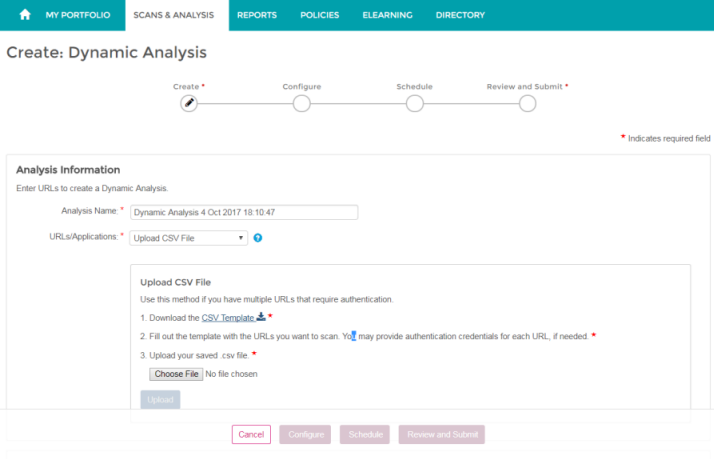 MY PORTFOLIO SCANS & ANALYSIS REPORTS POLICIES ELEARNING DIRECTORY
Create: Dynamic Analysis
Create * Configure Schedule Review and Submit *
* Indicates required field
Analysis Information
Enter URLs to create a Dynamic Analysis.
Analysis Name: * Dynamic Analysis 4 Oct 2017 18:10:47
URLs/Applications: * Upload CSV File ?
Upload CSV File
Use this method if you have multiple URLs that require authentication.
1. Download the CSV Template *
2. Fill out the template with the URLs you want to scan. You may provide authentication credentials for each URL, if needed. *
3. Upload your saved .csv file. *
Choose File No file chosen
Upload
Cancel Configure Schedule Review and Submit